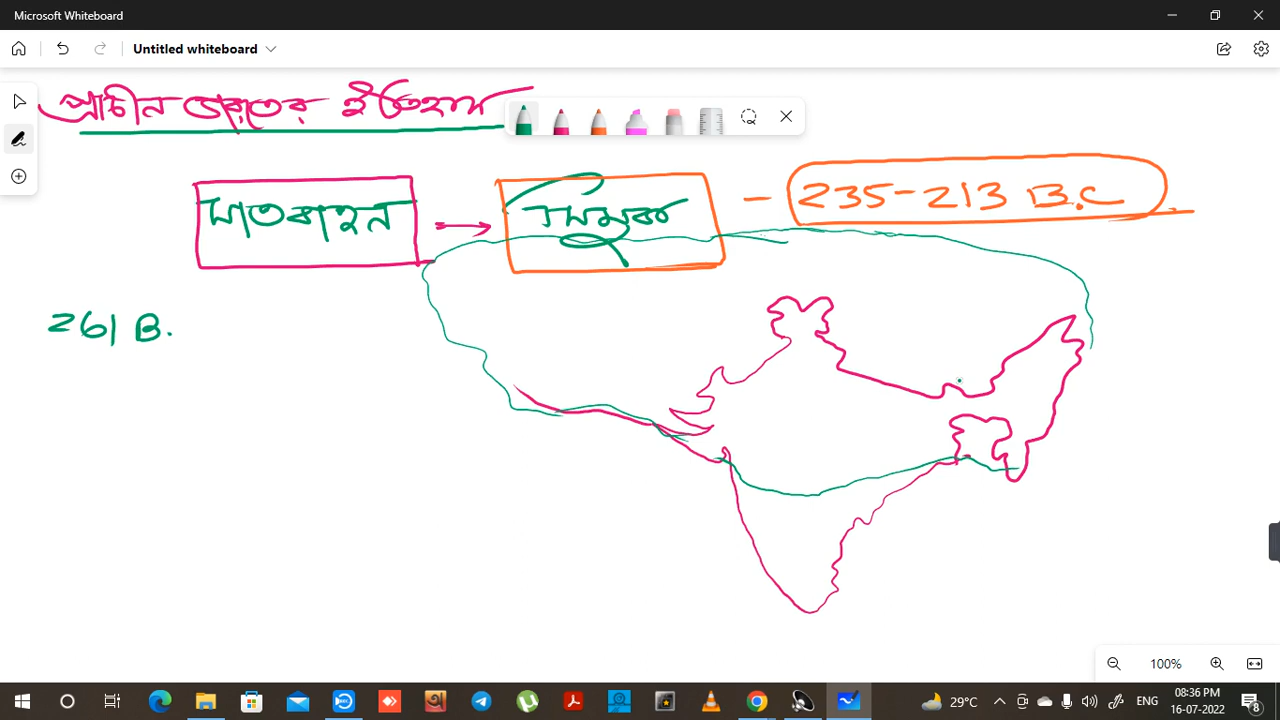 Microsoft Whiteboard
Untitled whiteboard
প্রাচীন ভারতের ইতিহাস
সাতবাহন → সিমুক - 235-213 B.C.
261 B.
100%
29°C ENG 08:36 PM
16-07-2022 8